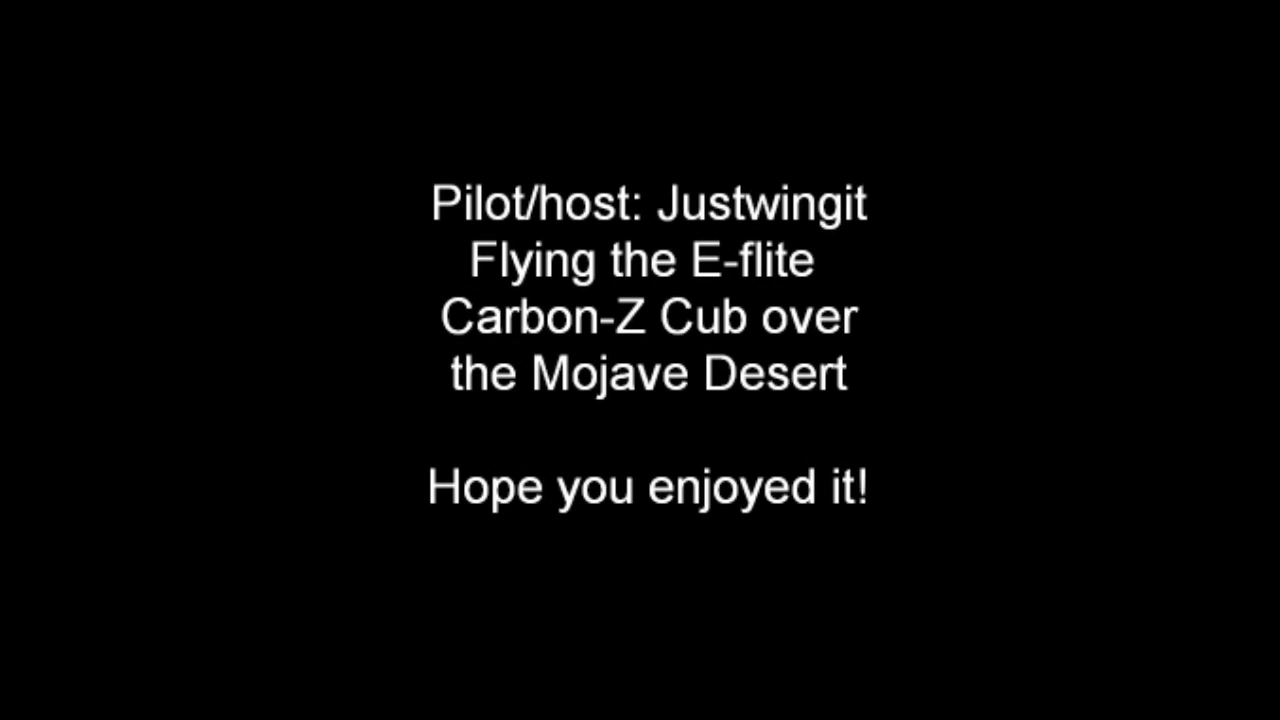 Pilot/host: Justwingit
Flying the E-flite
Carbon-Z Cub over
the Mojave Desert
Hope you enjoyed it!